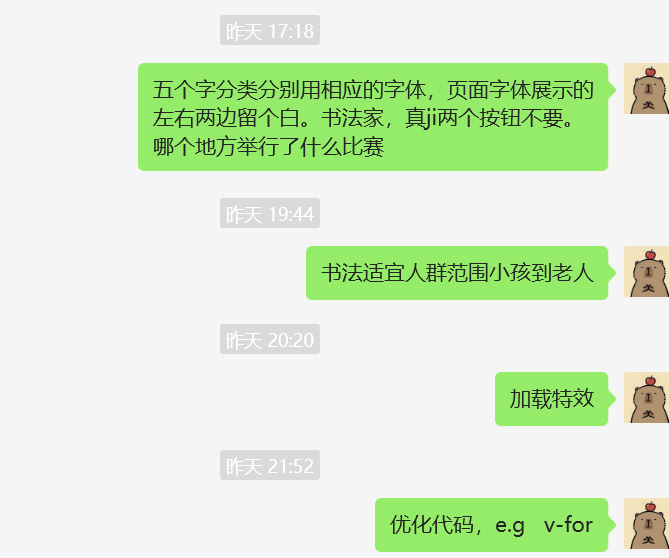 昨天 17:18
五个字分类分别用相应的字体，页面字体展示的
左右两边留个白。书法家，真ji两个按钮不要。
哪个地方举行了什么比赛
昨天 19:44
书法适宜人群范围小孩到老人
昨天 20:20
加载特效
昨天 21:52
优化代码，e.g   v-for